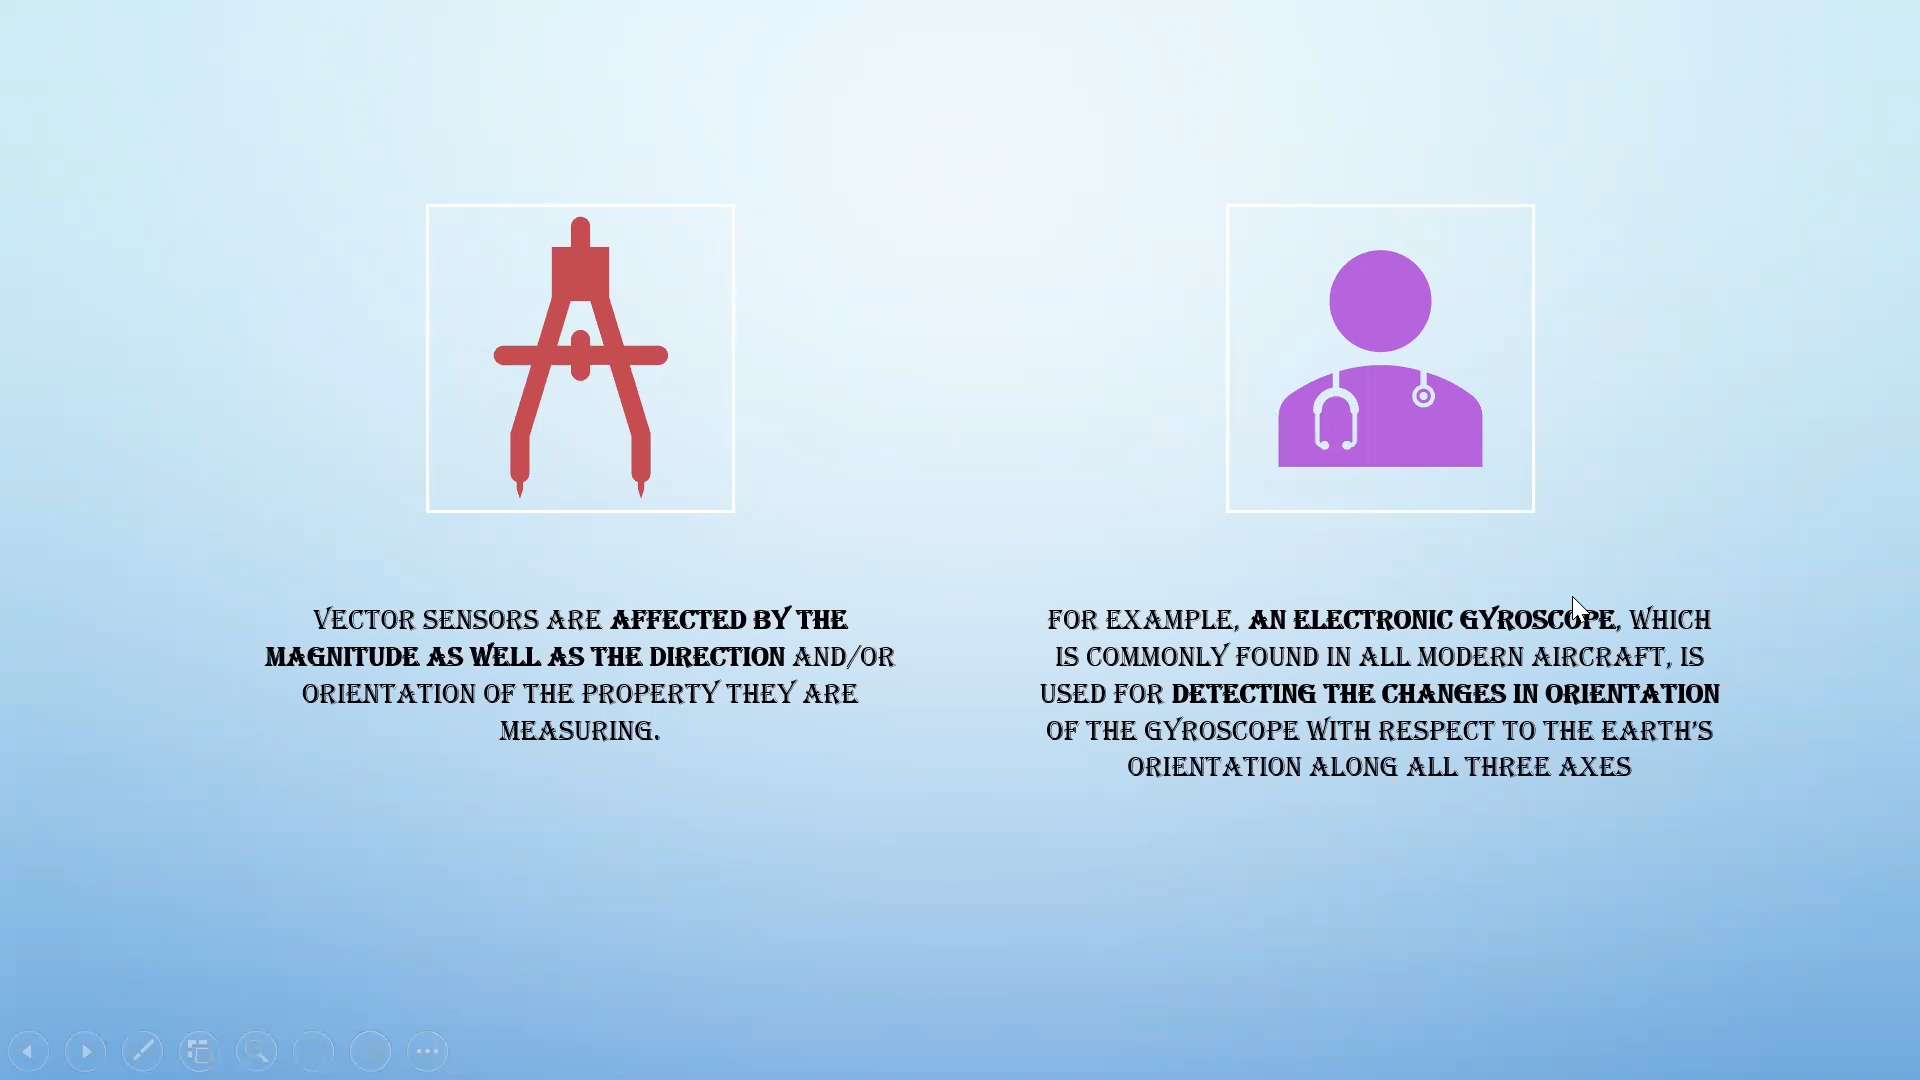 VECTOR SENSORS ARE AFFECTED BY THE
MAGNITUDE AS WELL AS THE DIRECTION AND/OR
ORIENTATION OF THE PROPERTY THEY ARE
MEASURING.
FOR EXAMPLE, AN ELECTRONIC GYROSCOPE, WHICH
IS COMMONLY FOUND IN ALL MODERN AIRCRAFT, IS
USED FOR DETECTING THE CHANGES IN ORIENTATION
OF THE GYROSCOPE WITH RESPECT TO THE EARTH'S
ORIENTATION ALONG ALL THREE AXES